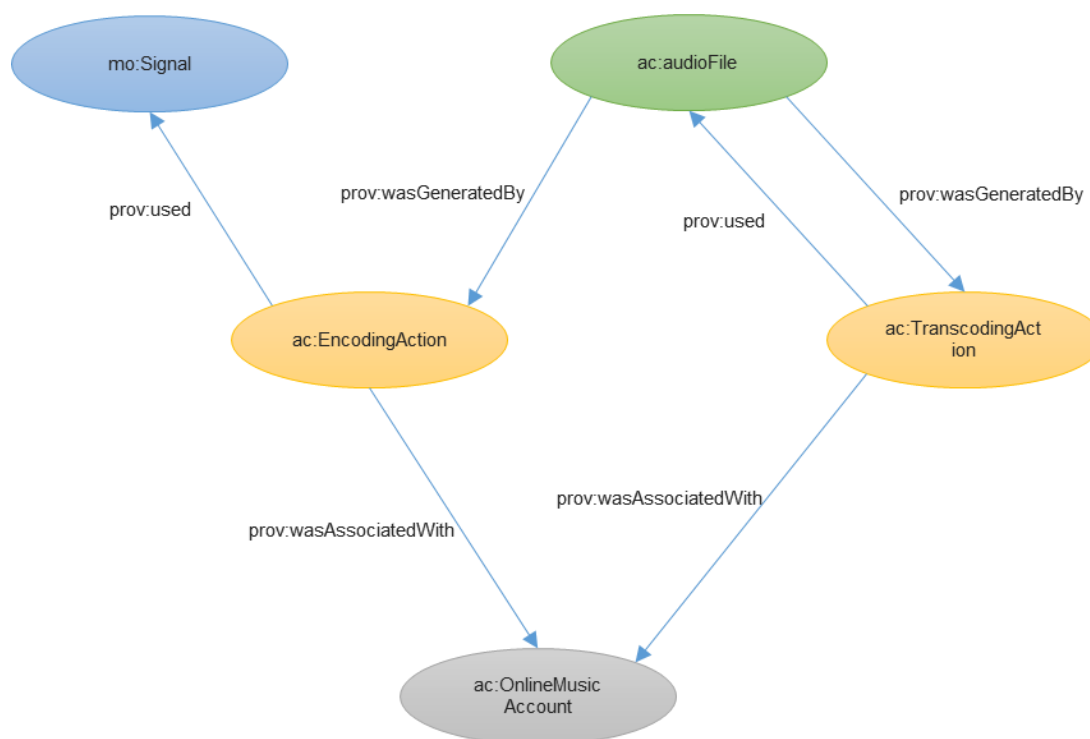 mo:Signal
ac:audioFile
prov:wasGeneratedBy
prov:wasGeneratedBy
prov:used
prov:used
ac:EncodingAction
ac:TranscodingAct
ion
prov:wasAssociatedWith
prov:wasAssociatedWith
ac:OnlineMusic
Account